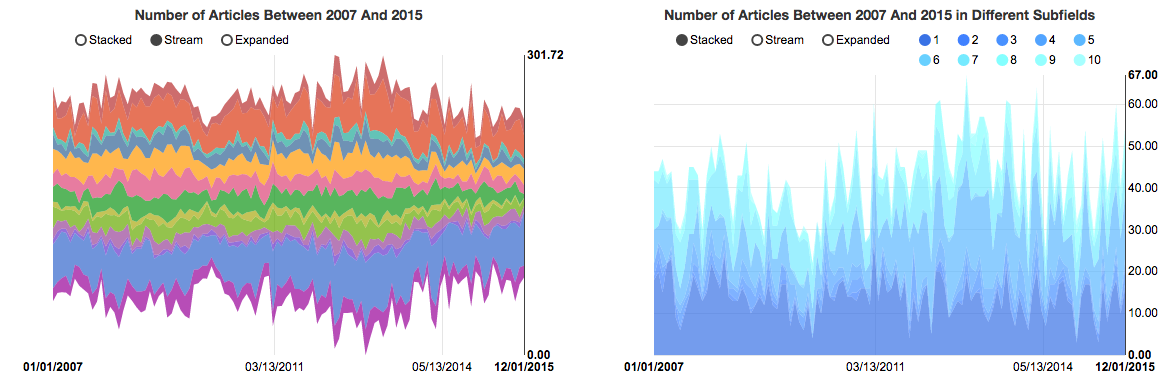 Number of Articles Between 2007 And 2015
Stacked Stream Expanded
301.72
0.00
01/01/2007 03/13/2011 05/13/2014 12/01/2015
Number of Articles Between 2007 And 2015 in Different Subfields
Stacked Stream Expanded 1 2 3 4 5
6 7 8 9 10
67.00
60.00
50.00
40.00
30.00
20.00
10.00
0.00
01/01/2007 03/13/2011 05/13/2014 12/01/2015